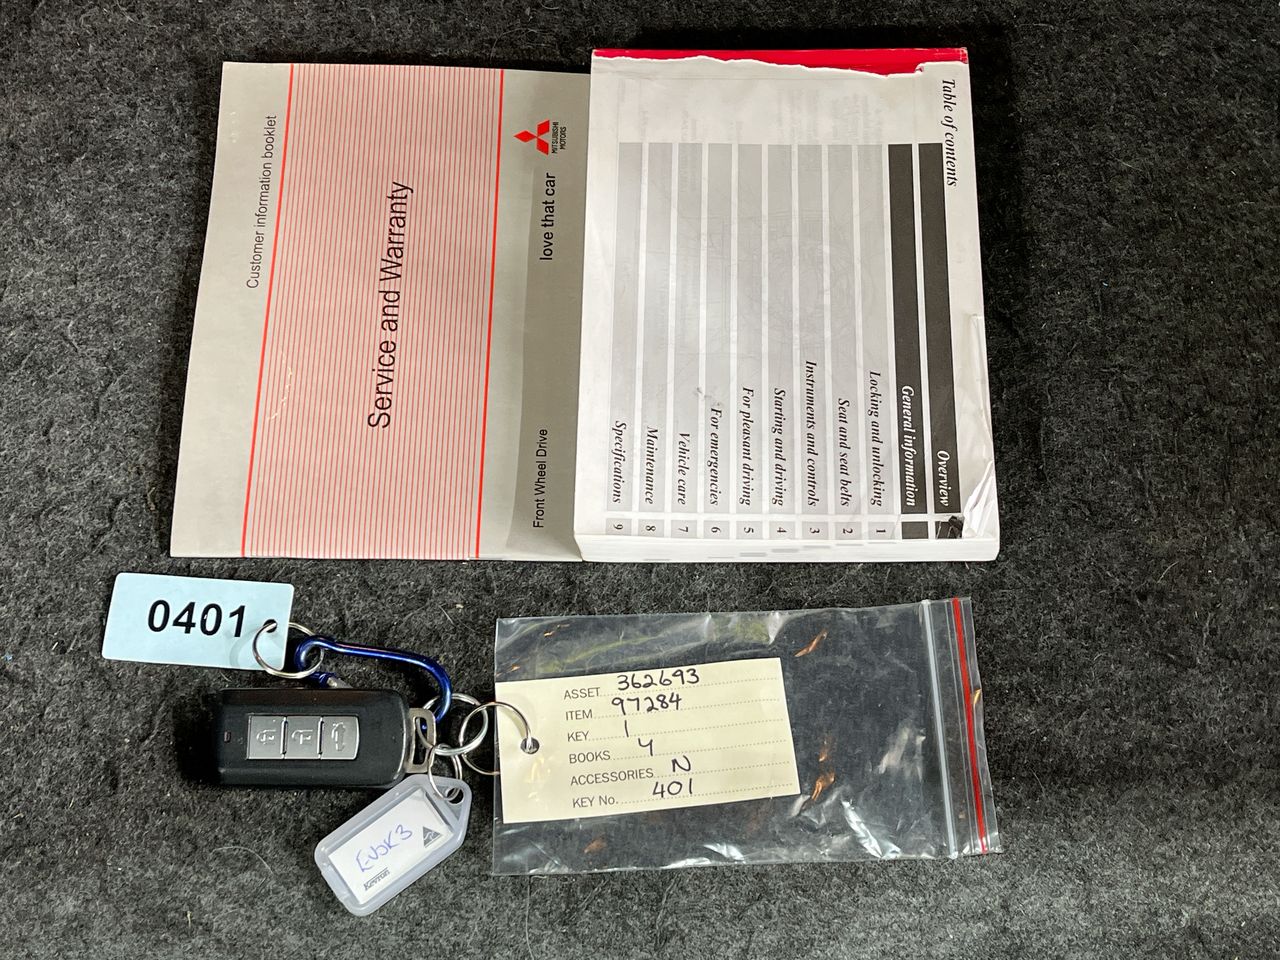 Customer information booklet
Service and Warranty
MITSUBISHI
MOTORS
love that car
Front Wheel Drive
Table of contents
Overview
General information
Locking and unlocking 1
Seat and seat belts 2
Instruments and controls 3
Starting and driving 4
For pleasant driving 5
For emergencies 6
Vehicle care 7
Maintenance 8
Specifications 9
0401
ASSET 362693
ITEM 97284
KEY 1
BOOKS Y
ACCESSORIES N
KEY No. 401
Kevron